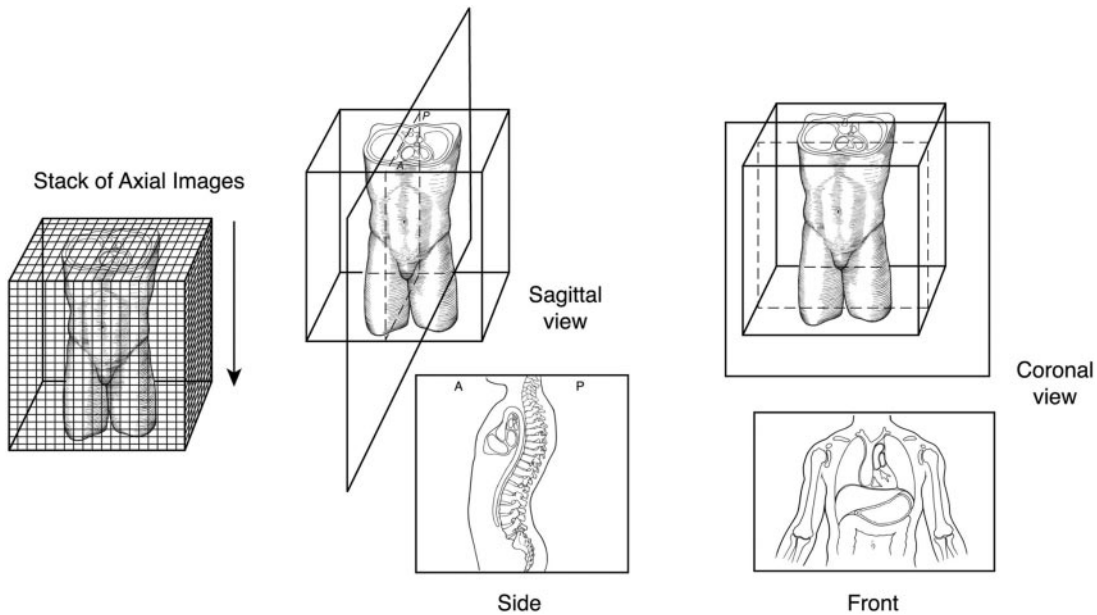 Stack of Axial Images
P
A
Sagittal
view
A P
Side
Coronal
view
Front